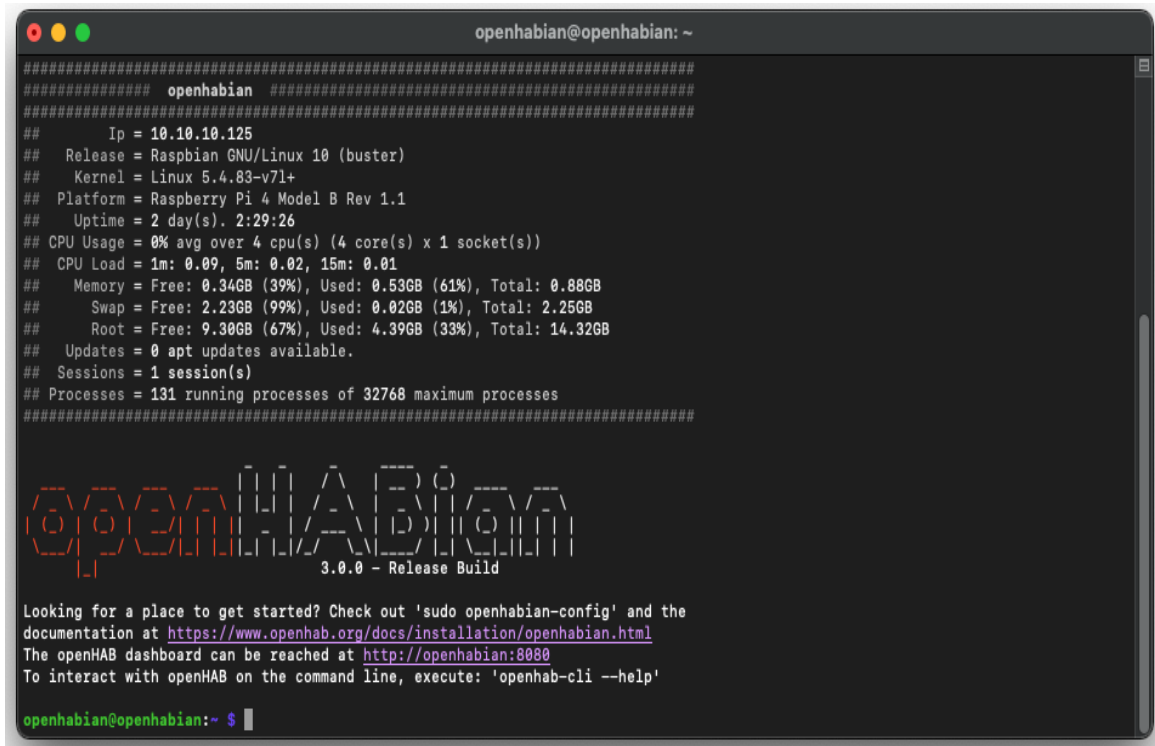 openhabian@openhabian: ~
###############################################################################
############### openhabian ##################################################
###############################################################################
## Ip = 10.10.10.125
## Release = Raspbian GNU/Linux 10 (buster)
## Kernel = Linux 5.4.83-v7l+
## Platform = Raspberry Pi 4 Model B Rev 1.1
## Uptime = 2 day(s). 2:29:26
## CPU Usage = 0% avg over 4 cpu(s) (4 core(s) x 1 socket(s))
## CPU Load = 1m: 0.09, 5m: 0.02, 15m: 0.01
## Memory = Free: 0.34GB (39%), Used: 0.53GB (61%), Total: 0.88GB
## Swap = Free: 2.23GB (99%), Used: 0.02GB (1%), Total: 2.25GB
## Root = Free: 9.30GB (67%), Used: 4.39GB (33%), Total: 14.32GB
## Updates = 0 apt updates available.
## Sessions = 1 session(s)
## Processes = 131 running processes of 32768 maximum processes
###############################################################################
openHABian
3.0.0 – Release Build
Looking for a place to get started? Check out 'sudo openhabian-config' and the
documentation at https://www.openhab.org/docs/installation/openhabian.html
The openHAB dashboard can be reached at http://openhabian:8080
To interact with openHAB on the command line, execute: 'openhab-cli --help'
openhabian@openhabian:~ $